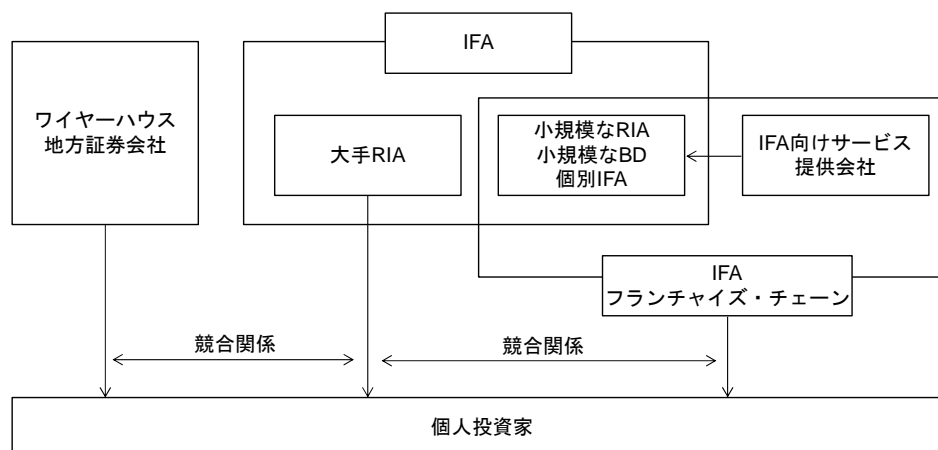 IFA
ワイヤーハウス
地方証券会社
大手RIA
小規模なRIA
小規模なBD
個別IFA
IFA向けサービス
提供会社
IFA
フランチャイズ・チェーン
競合関係
競合関係
個人投資家